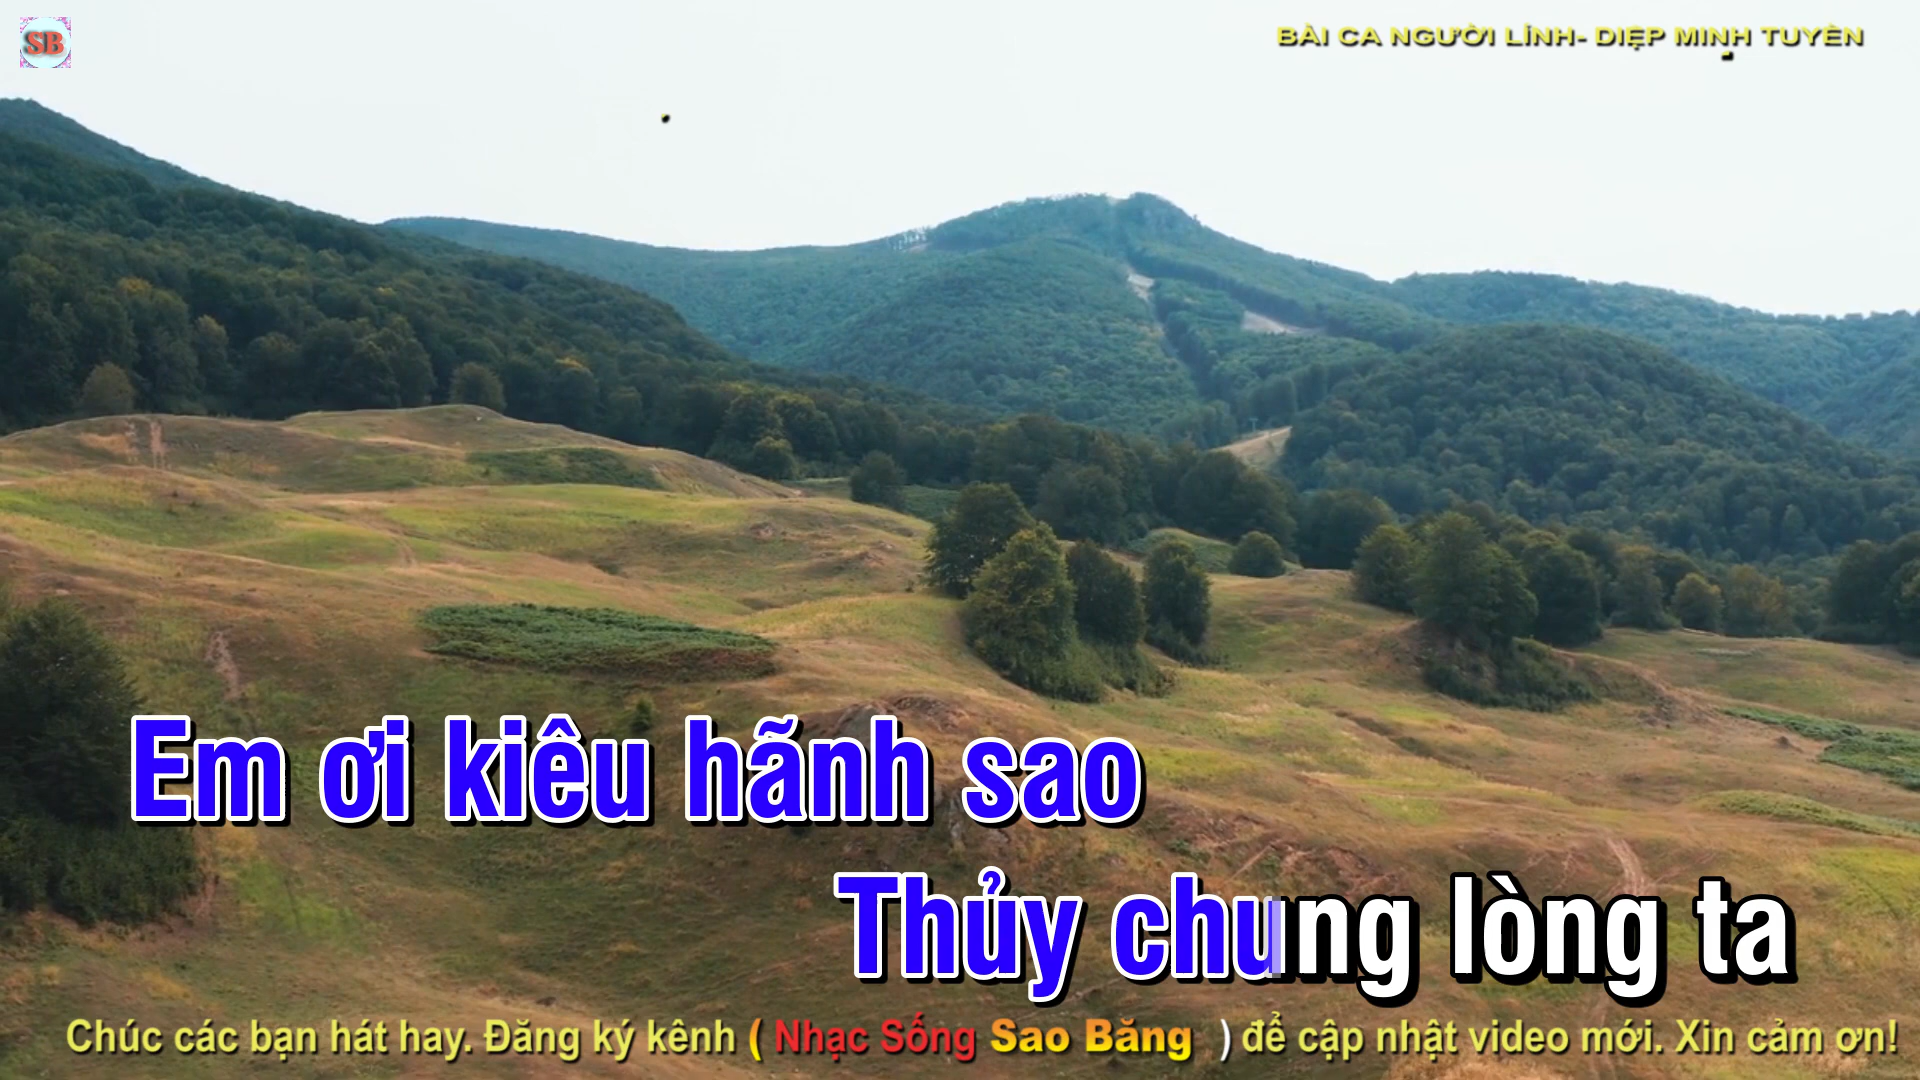 SB
BÀI CA NGƯỜI LÍNH- DIỆP MINH TUYỀN
Em ơi kiêu hãnh sao
Thủy chung lòng ta
Chúc các bạn hát hay. Đăng ký kênh ( Nhạc Sống Sao Băng ) để cập nhật video mới. Xin cảm ơn!